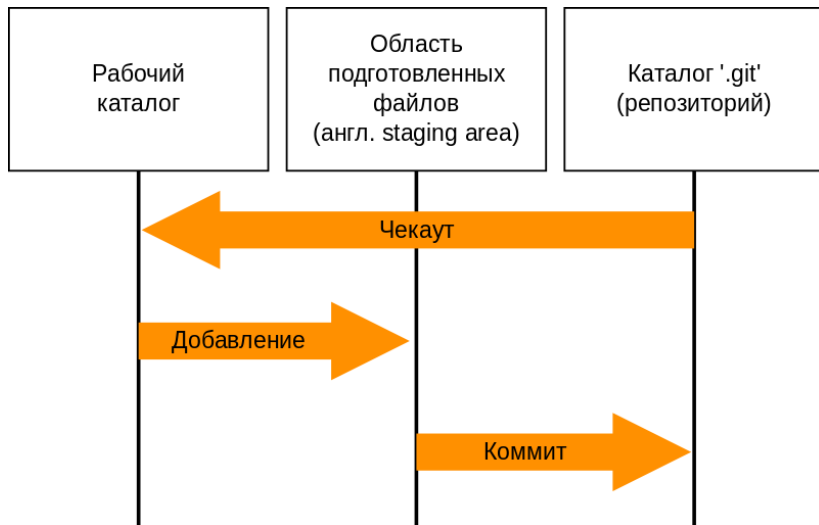 Рабочий
каталог
Область
подготовленных
файлов
(англ. staging area)
Каталог '.git'
(репозиторий)
Чекаут
Добавление
Коммит